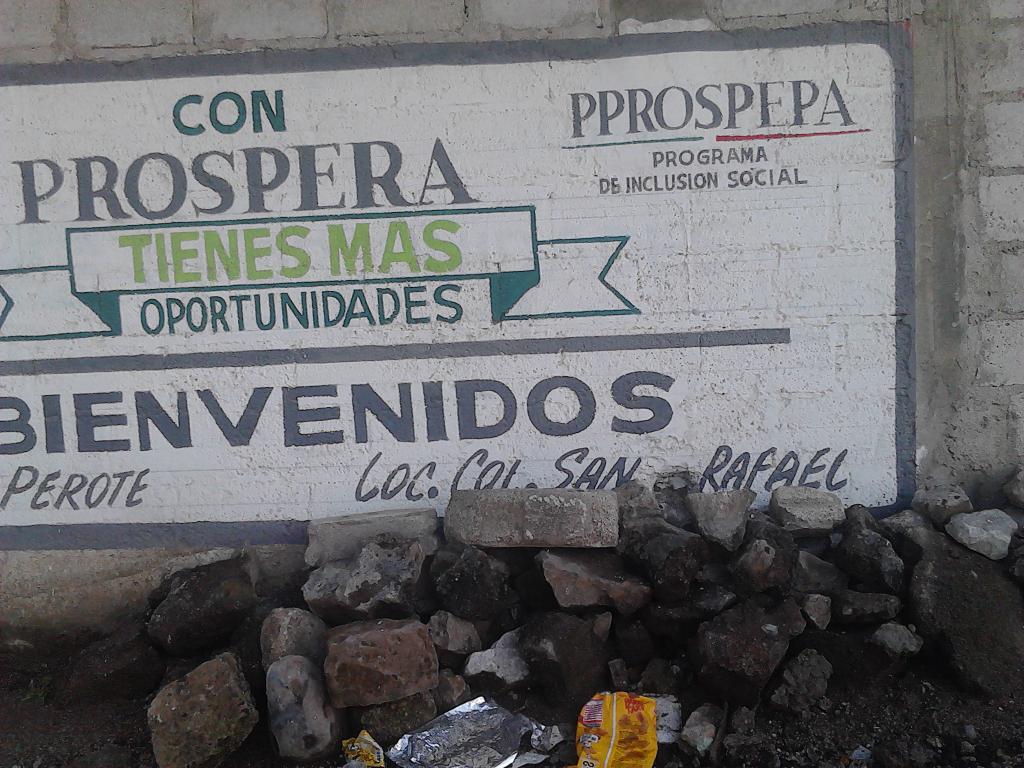 CON
PROSPERA
TIENES MAS
OPORTUNIDADES
PPROSPEPA
PROGRAMA
DE INCLUSION SOCIAL
BIENVENIDOS
PEROTE LOC. COL. SAN RAFAEL